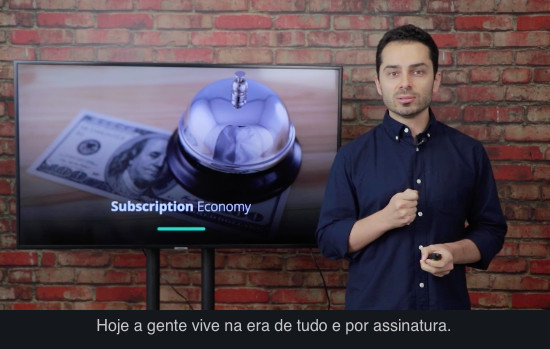 Subscription Economy
Hoje a gente vive na era de tudo e por assinatura.